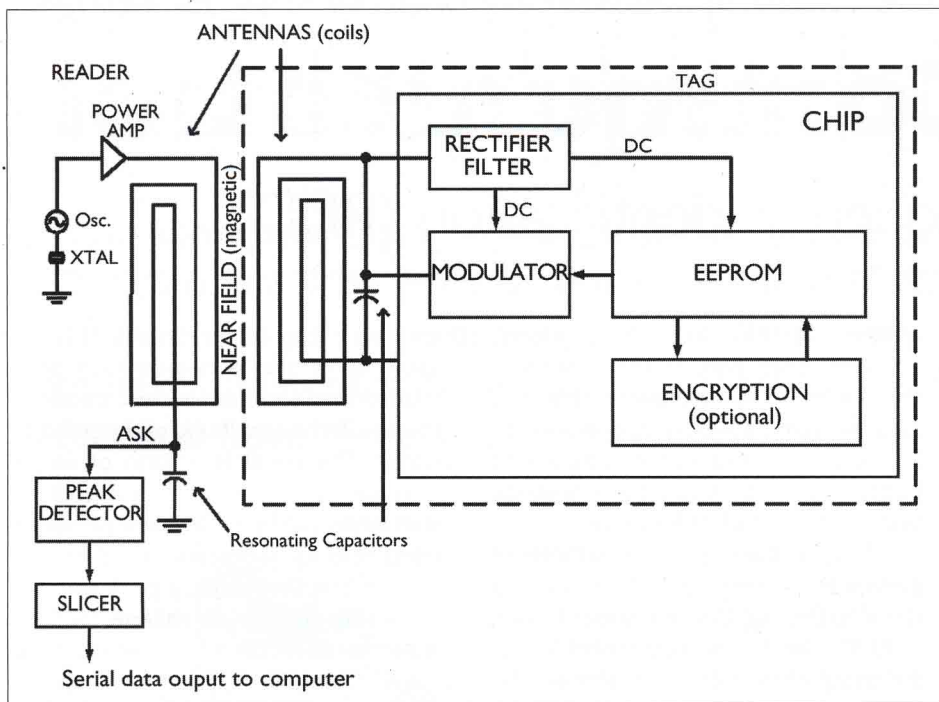 ANTENNAS (coils)
READER
TAG
POWER
AMP
CHIP
RECTIFIER
FILTER
DC
DC
Osc.
XTAL
NEAR FIELD (magnetic)
MODULATOR
EEPROM
ENCRYPTION
(optional)
ASK
PEAK
DETECTOR
Resonating Capacitors
SLICER
Serial data ouput to computer